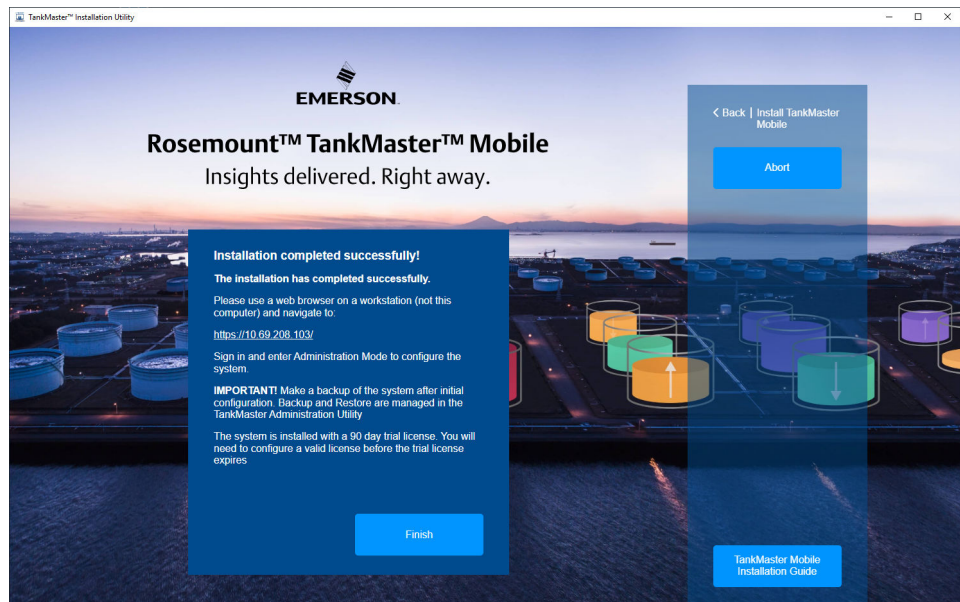 TankMaster™ Installation Utility
EMERSON
Rosemount™ TankMaster™ Mobile
Insights delivered. Right away.
< Back | Install TankMaster
Mobile
Abort
Installation completed successfully!
The installation has completed successfully.
Please use a web browser on a workstation (not this
computer) and navigate to:
https://10.69.208.103/
Sign in and enter Administration Mode to configure the
system.
IMPORTANT! Make a backup of the system after initial
configuration. Backup and Restore are managed in the
TankMaster Administration Utility
The system is installed with a 90 day trial license. You will
need to configure a valid license before the trial license
expires
Finish
TankMaster Mobile
Installation Guide